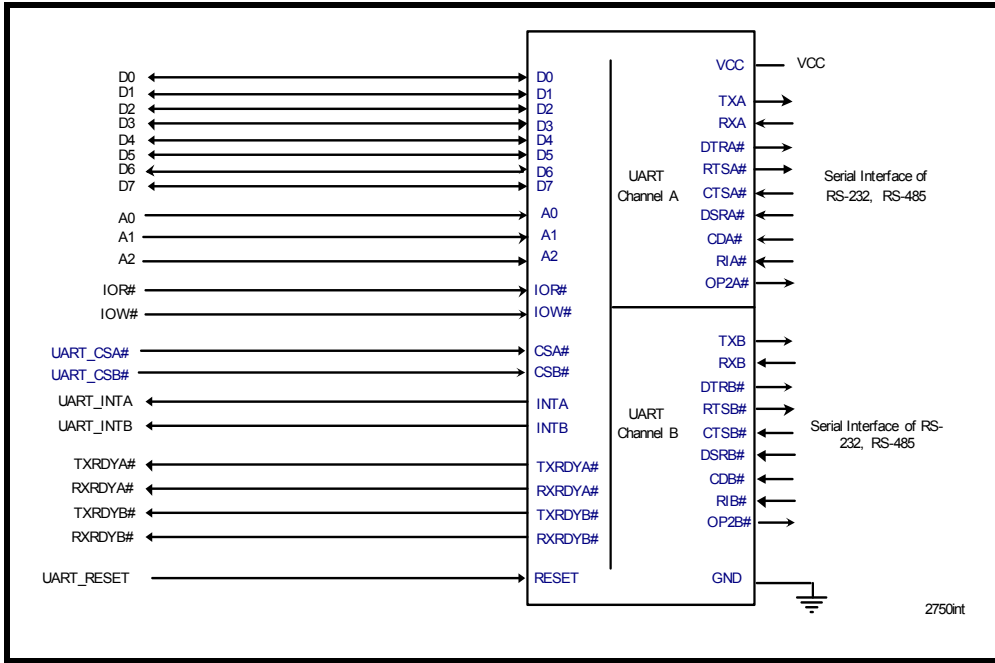 D0
D1
D2
D3
D4
D5
D6
D7
A0
A1
A2
IOR#
IOW#
UART_CSA#
UART_CSB#
UART_INTA
UART_INTB
TXRDYA#
RXRDYA#
TXRDYB#
RXRDYB#
UART_RESET
D0
D1
D2
D3
D4
D5
D6
D7
A0
A1
A2
IOR#
IOW#
CSA#
CSB#
INTA
INTB
TXRDYA#
RXRDYA#
TXRDYB#
RXRDYB#
RESET
UART
Channel A
UART
Channel B
VCC
TXA
RXA
DTRA#
RTSA#
CTSA#
DSRA#
CDA#
RIA#
OP2A#
TXB
RXB
DTRB#
RTSB#
CTSB#
DSRB#
CDB#
RIB#
OP2B#
GND
VCC
Serial Interface of
RS-232, RS-485
Serial Interface of RS-
232, RS-485
2750int